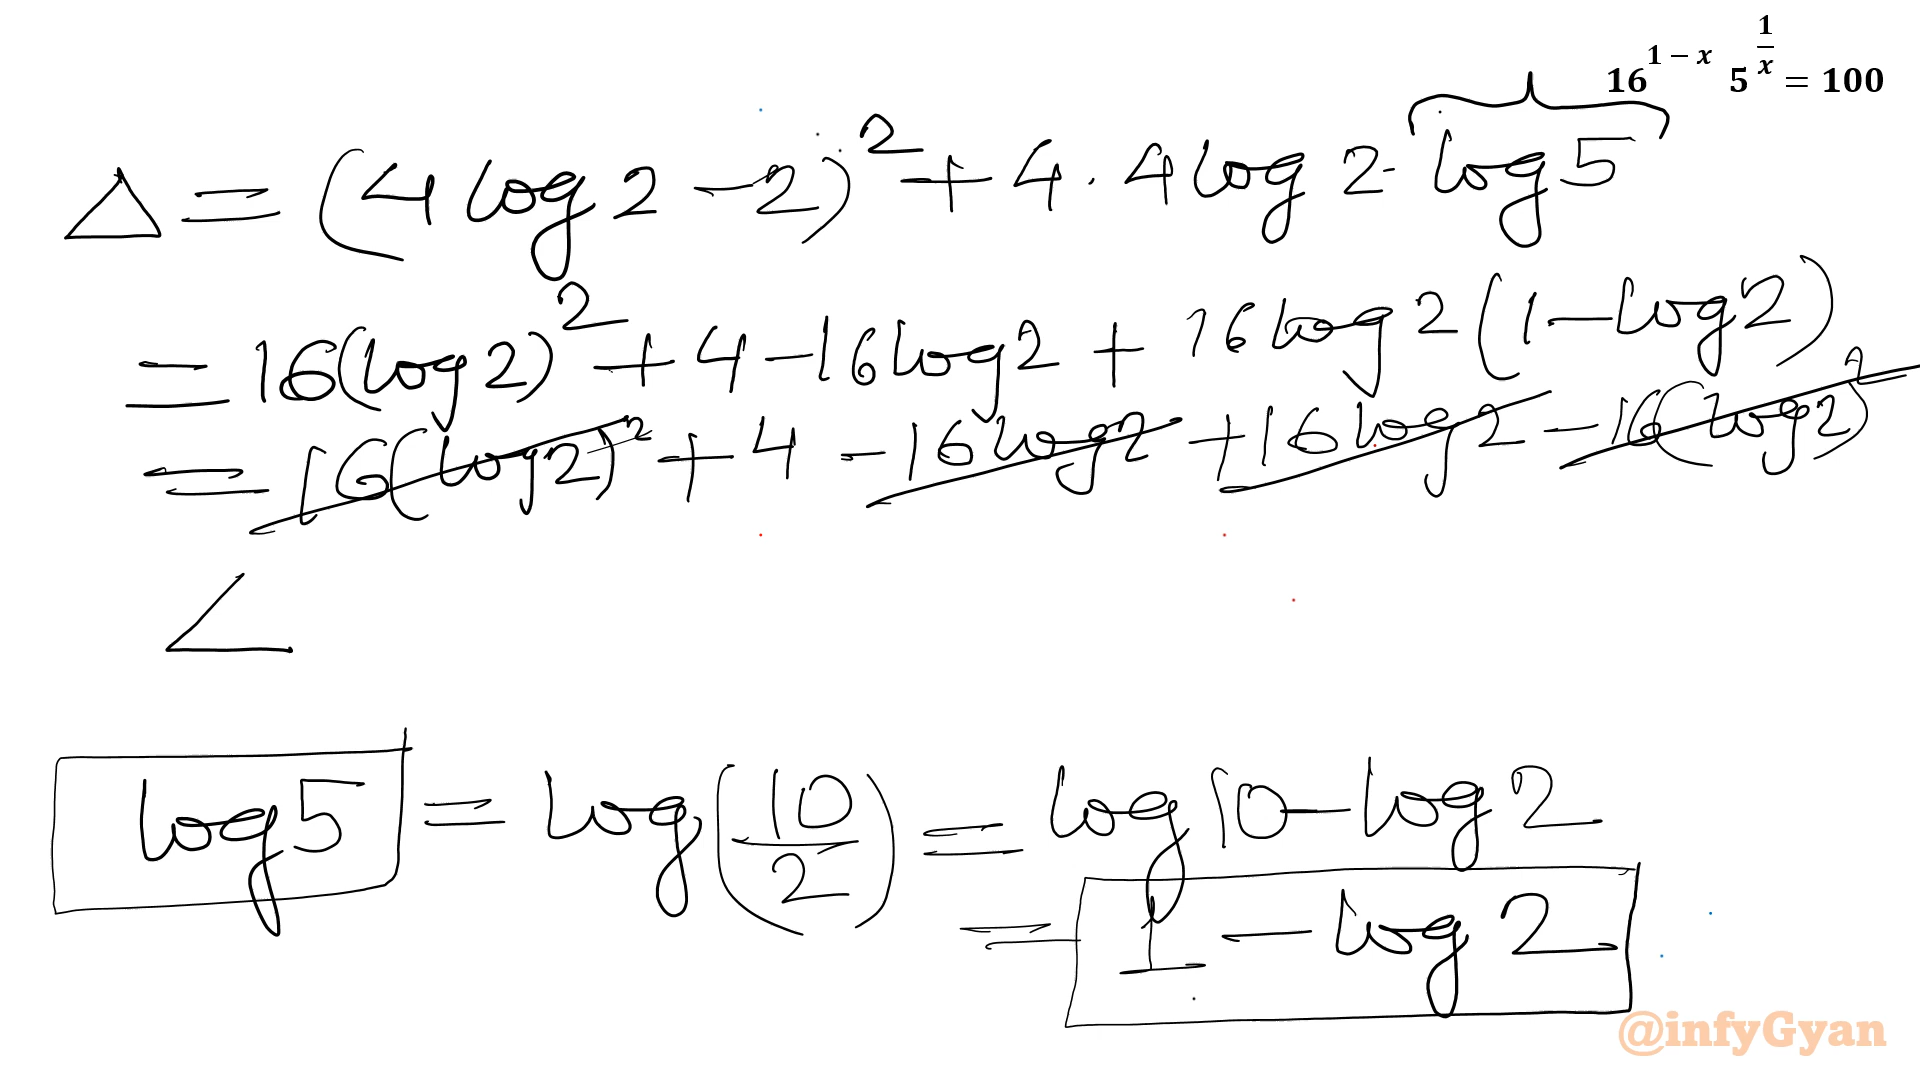 16^{1 − x} 5^{1/x} = 100
Δ = (4 log 2 − 2)^2 + 4 · 4 log 2 · log 5
= 16(log 2)^2 + 4 − 16 log 2 + 16 log 2 (1 − log 2)
= 16(log 2)^2 + 4 − 16 log 2 + 16 log 2 − 16(log 2)^2
log 5 = log (10/2) = log 10 − log 2
= 1 − log 2
@infyGyan